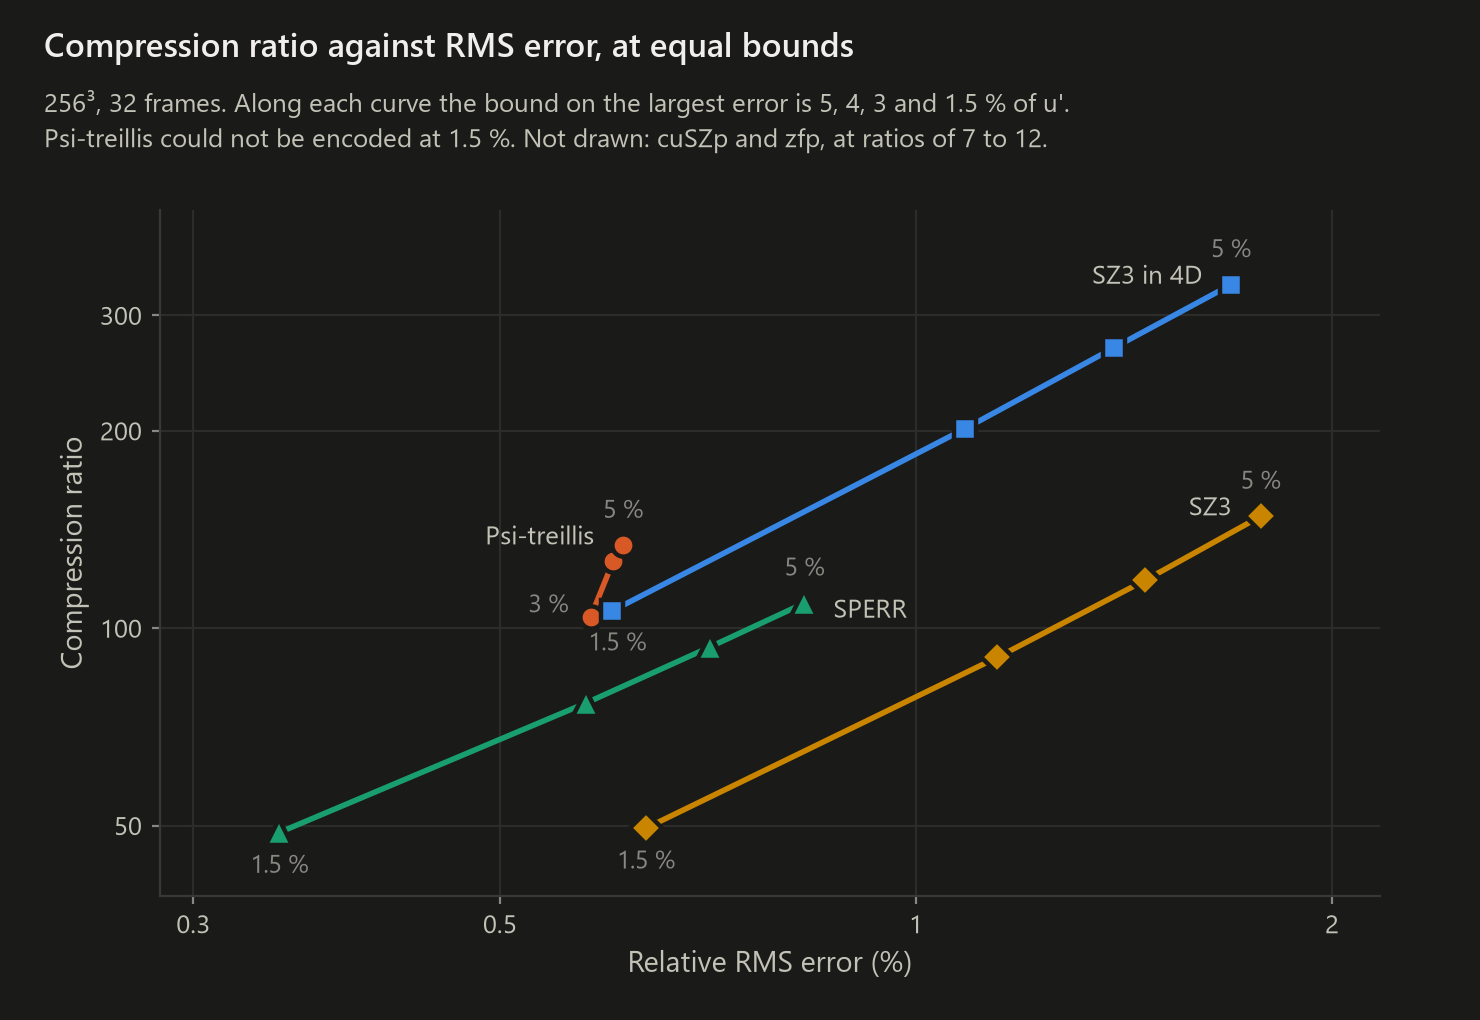 Compression ratio against RMS error, at equal bounds
256³, 32 frames. Along each curve the bound on the largest error is 5, 4, 3 and 1.5 % of u'.
Psi-treillis could not be encoded at 1.5 %. Not drawn: cuSZp and zfp, at ratios of 7 to 12.
5 %
SZ3 in 4D
300
200
5 %
SZ3
5 %
Psi-treillis
5 %
3 %
SPERR
100
1.5 %
50
1.5 %
1.5 %
Compression ratio
0.3
0.5
1
2
Relative RMS error (%)